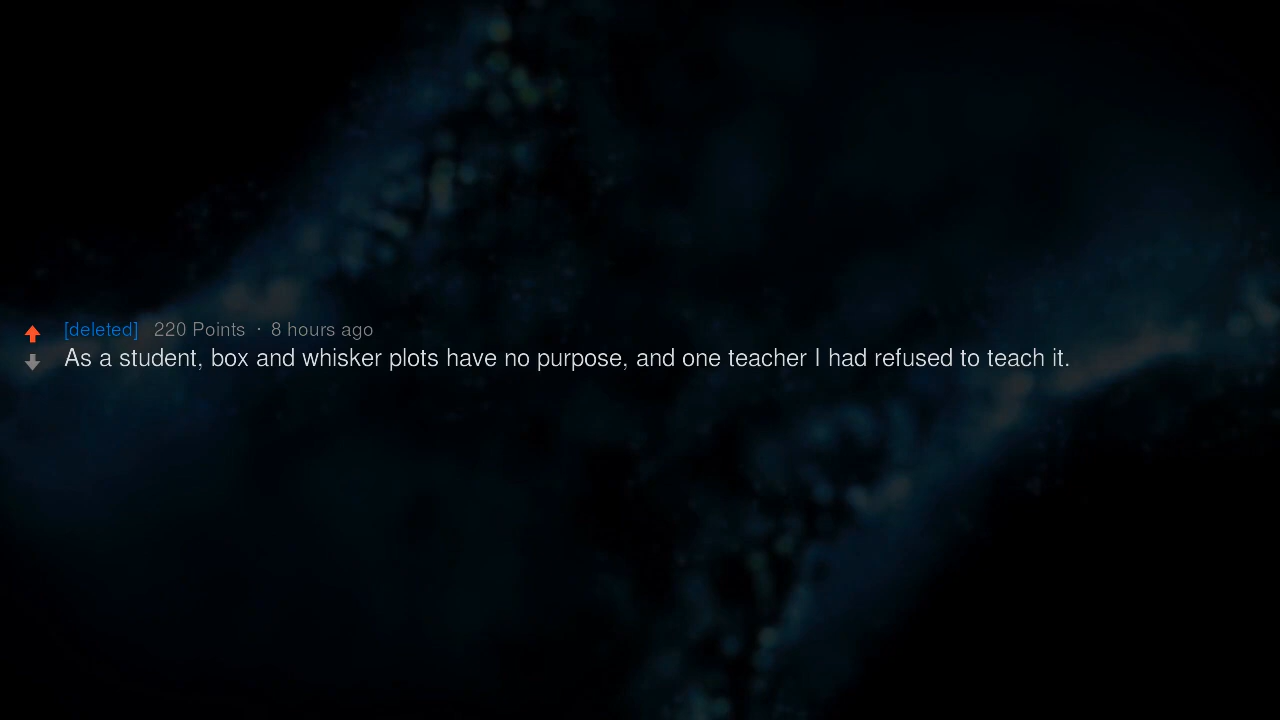 [deleted] 220 Points · 8 hours ago
As a student, box and whisker plots have no purpose, and one teacher I had refused to teach it.